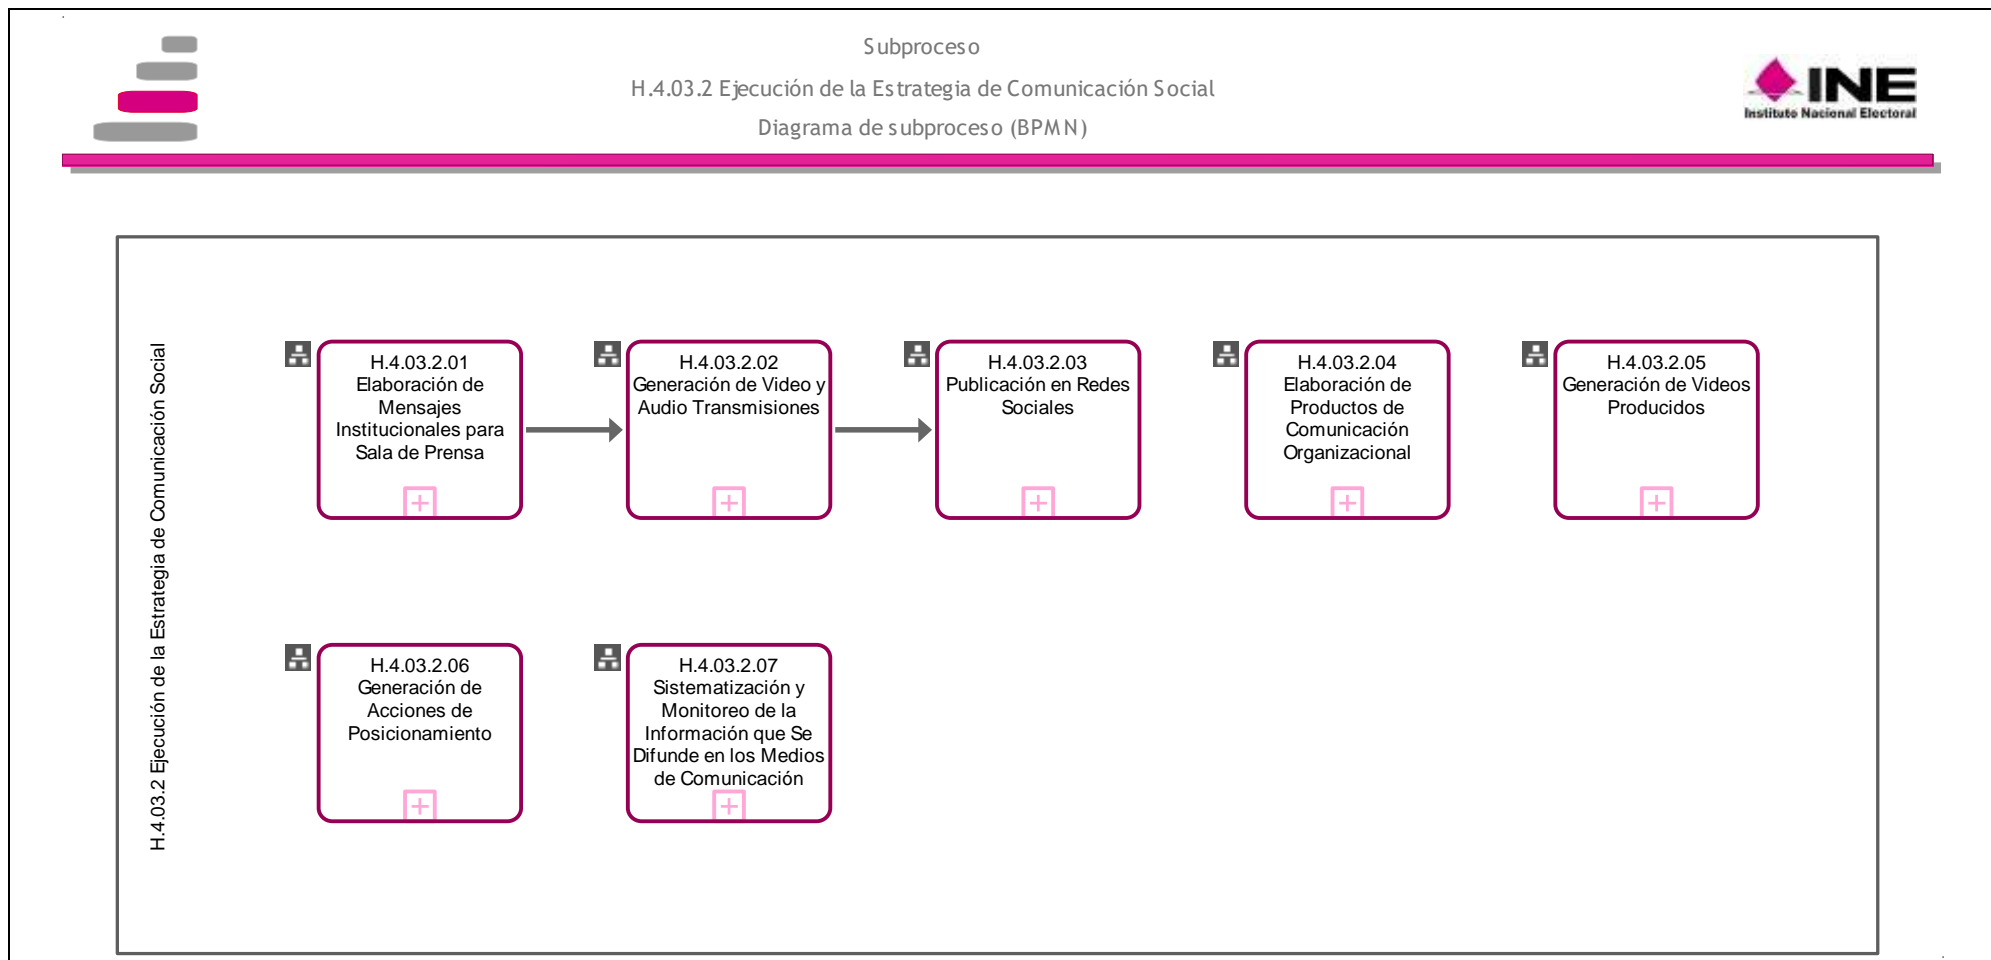 Subproceso
H.4.03.2 Ejecución de la Estrategia de Comunicación Social
Diagrama de subproceso (BPMN)
INE
Instituto Nacional Electoral
H.4.03.2 Ejecución de la Estrategia de Comunicación Social
H.4.03.2.01
Elaboración de
Mensajes
Institucionales para
Sala de Prensa
H.4.03.2.02
Generación de Video y
Audio Transmisiones
H.4.03.2.03
Publicación en Redes
Sociales
H.4.03.2.04
Elaboración de
Productos de
Comunicación
Organizacional
H.4.03.2.05
Generación de Videos
Producidos
H.4.03.2.06
Generación de
Acciones de
Posicionamiento
H.4.03.2.07
Sistematización y
Monitoreo de la
Información que Se
Difunde en los Medios
de Comunicación